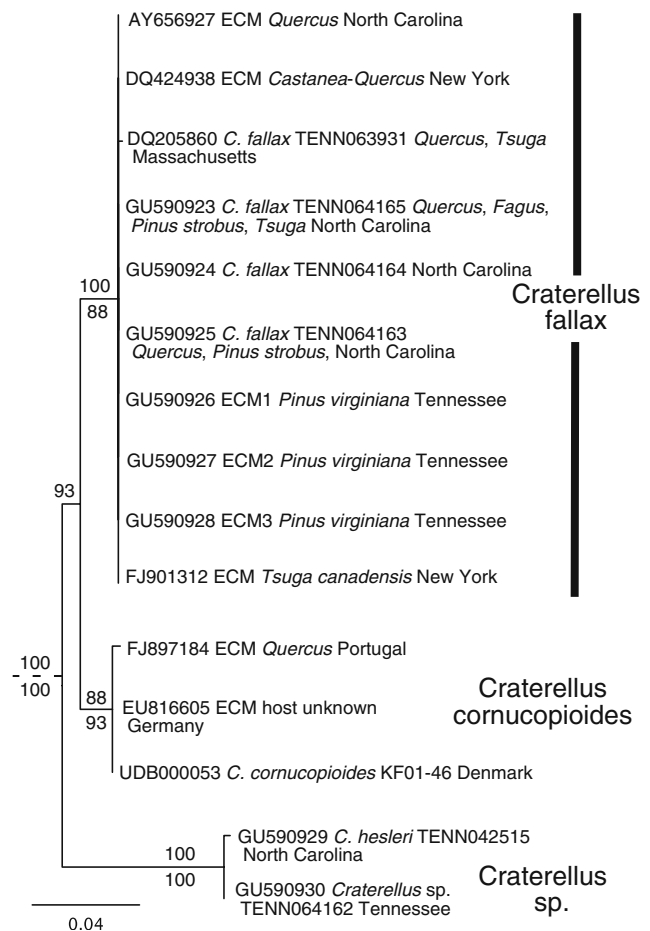 AY656927 ECM Quercus North Carolina
DQ424938 ECM Castanea-Quercus New York
DQ205860 C. fallax TENN063931 Quercus, Tsuga
Massachusetts
GU590923 C. fallax TENN064165 Quercus, Fagus,
Pinus strobus, Tsuga North Carolina
GU590924 C. fallax TENN064164 North Carolina
100
88
Craterellus
fallax
GU590925 C. fallax TENN064163
Quercus, Pinus strobus, North Carolina
GU590926 ECM1 Pinus virginiana Tennessee
GU590927 ECM2 Pinus virginiana Tennessee
93
GU590928 ECM3 Pinus virginiana Tennessee
FJ901312 ECM Tsuga canadensis New York
FJ897184 ECM Quercus Portugal
100
100
88
93
EU816605 ECM host unknown
Germany
Craterellus
cornucopioides
UDB000053 C. cornucopioides KF01-46 Denmark
GU590929 C. hesleri TENN042515
North Carolina
100
100
GU590930 Craterellus sp.
TENN064162 Tennessee
Craterellus
sp.
0.04